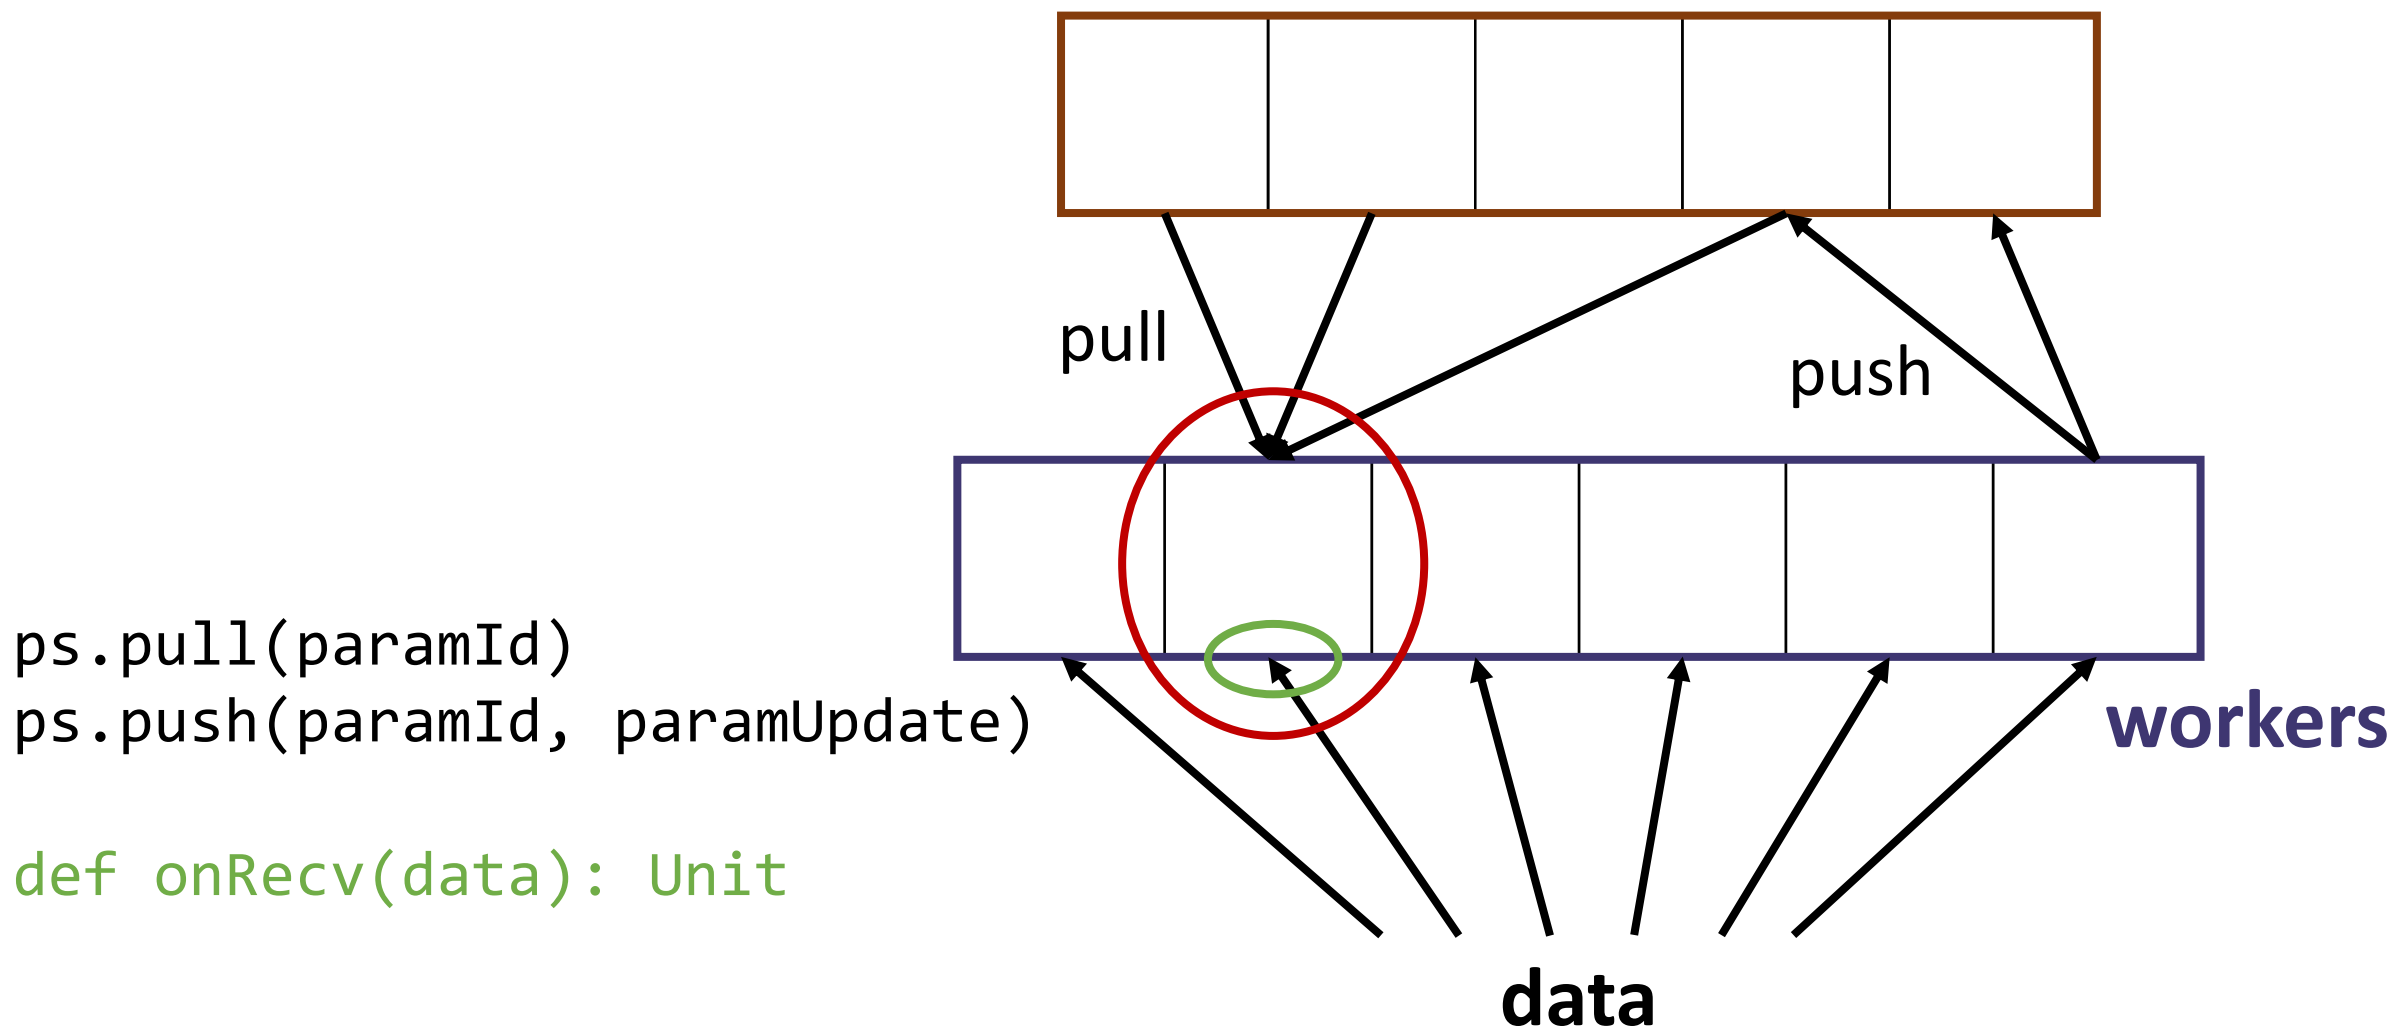 pull
push
ps.pull(paramId)
ps.push(paramId, paramUpdate)
workers
def onRecv(data): Unit
data